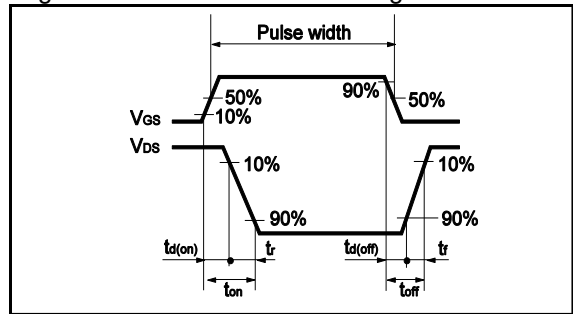 Pulse width
90%
50%
50%
10%
VGS
VDS
10%
10%
90%
90%
td(on)
tr
td(off)
tf
ton
toff